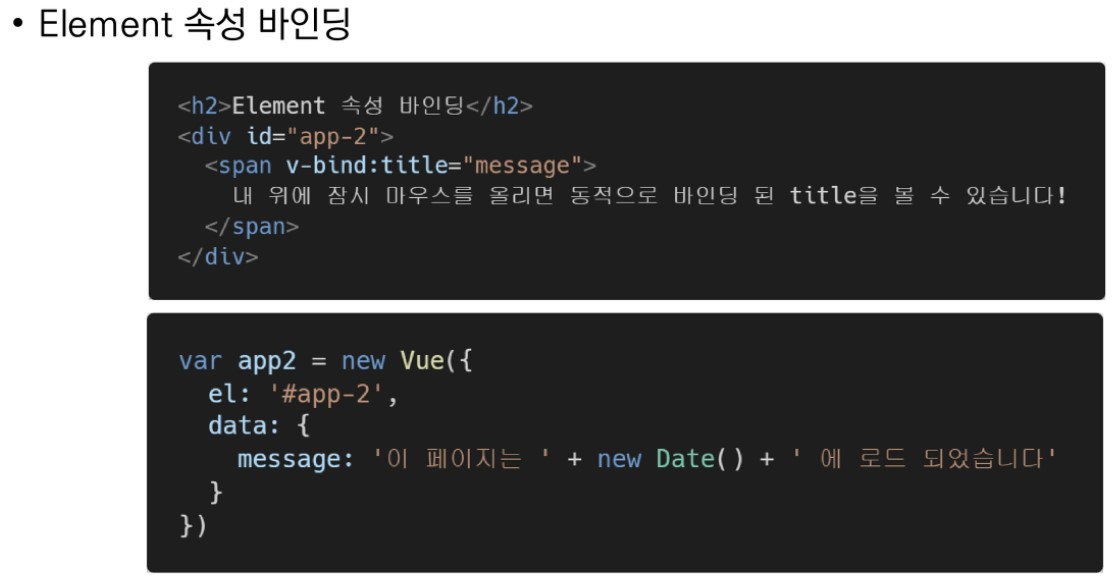 • Element 속성 바인딩
<h2>Element 속성 바인딩</h2>
<div id="app-2">
  <span v-bind:title="message">
    내 위에 잠시 마우스를 올리면 동적으로 바인딩 된 title을 볼 수 있습니다!
  </span>
</div>
var app2 = new Vue({
  el: '#app-2',
  data: {
    message: '이 페이지는 ' + new Date() + ' 에 로드 되었습니다'
  }
})